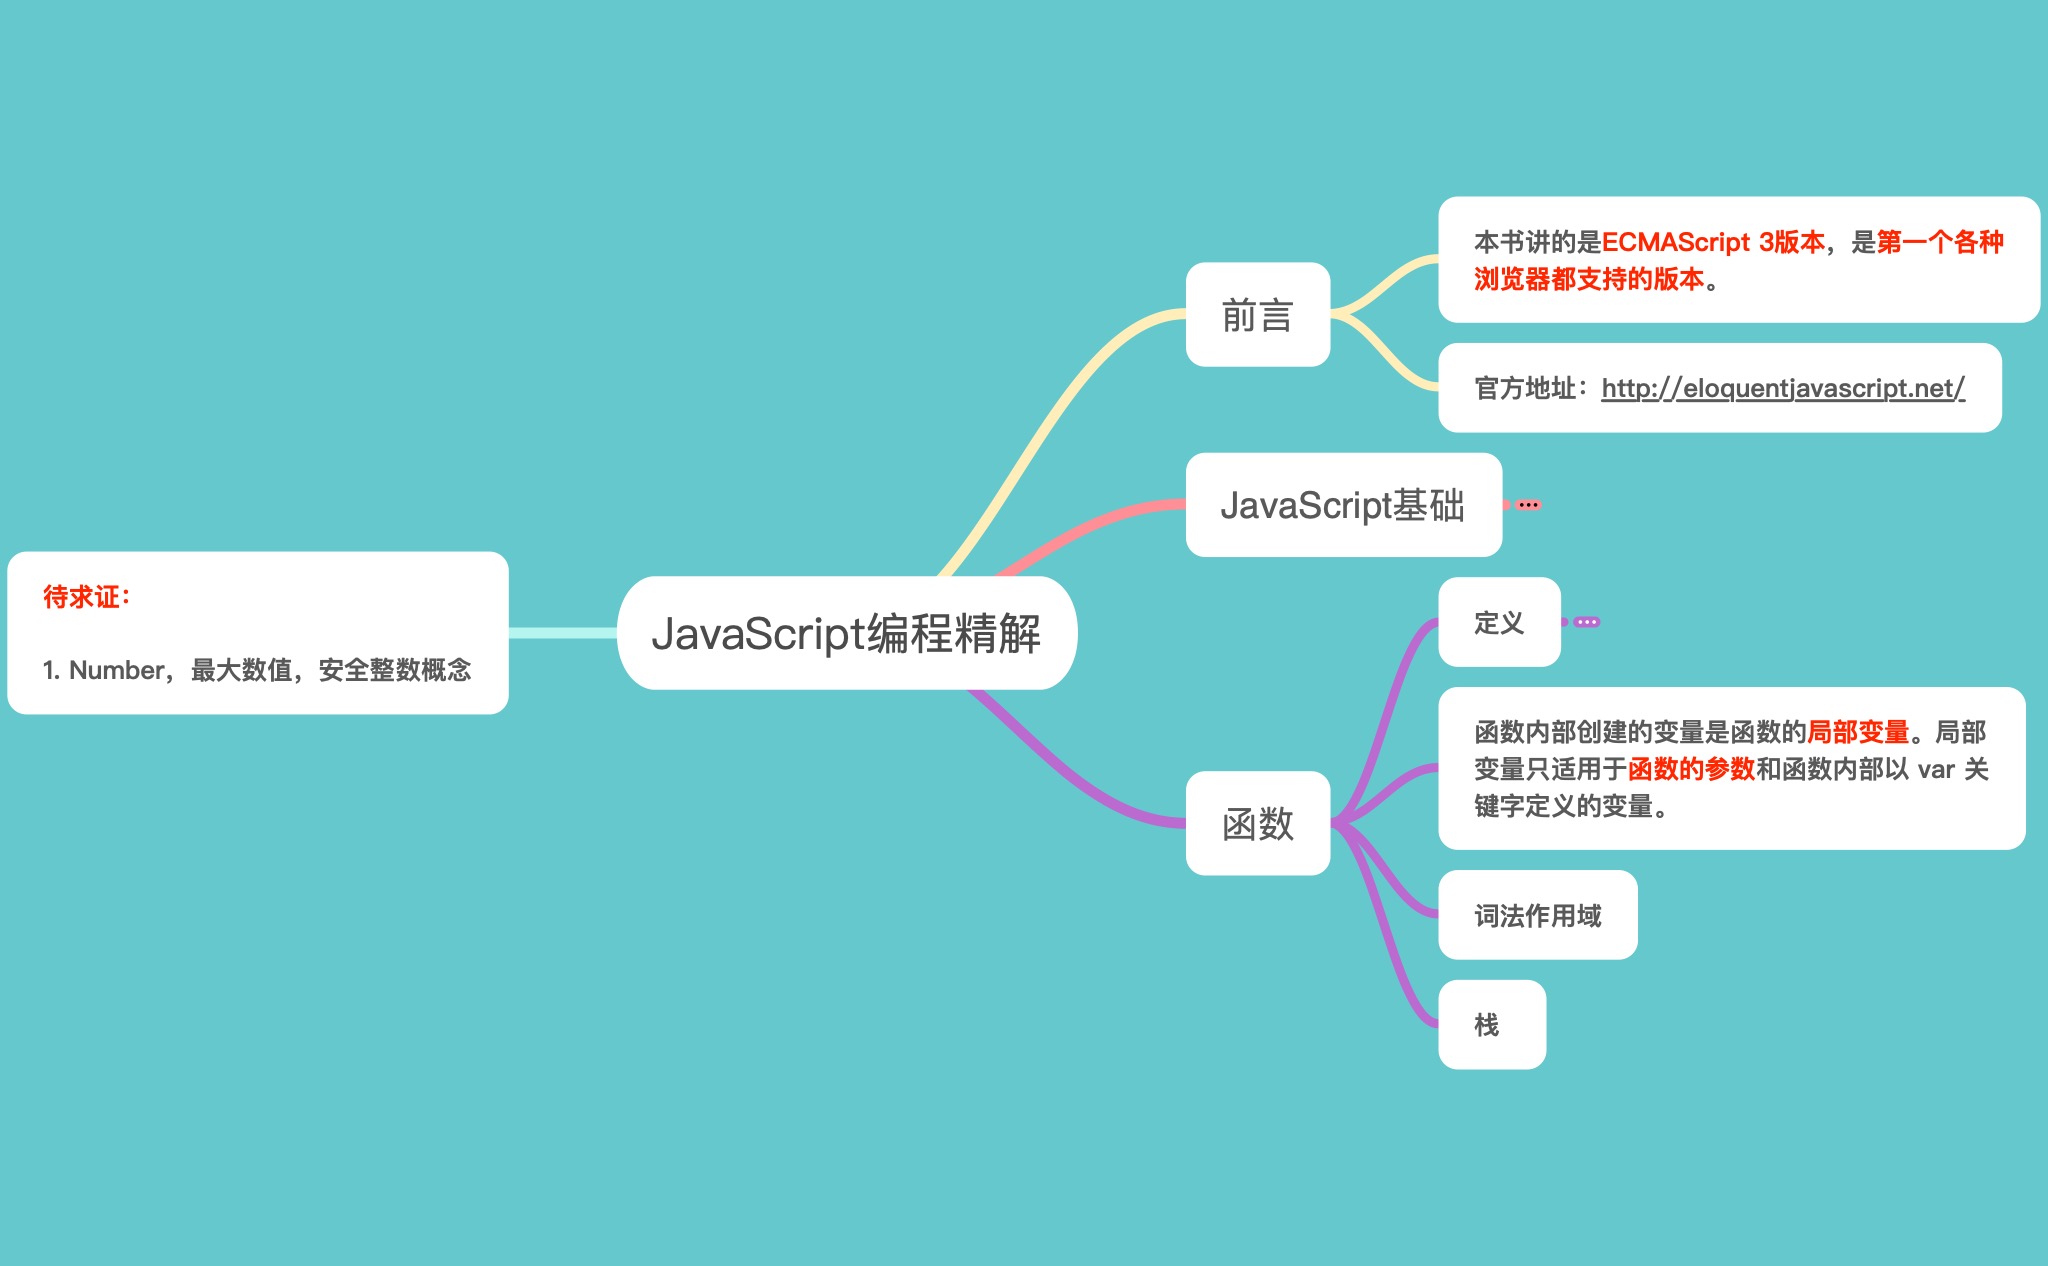 本书讲的是ECMAScript 3版本，是第一个各种
浏览器都支持的版本。
前言
官方地址：http://eloquentjavascript.net/
JavaScript基础
待求证：
1. Number，最大数值，安全整数概念
JavaScript编程精解
定义
函数内部创建的变量是函数的局部变量。局部
变量只适用于函数的参数和函数内部以 var 关
键字定义的变量。
函数
词法作用域
栈